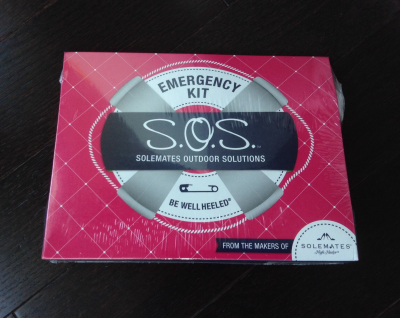 EMERGENCY
KIT
S.O.S.
SOLEMATES OUTDOOR SOLUTIONS
BE WELL HEELED®
FROM THE MAKERS OF
SOLEMATES®